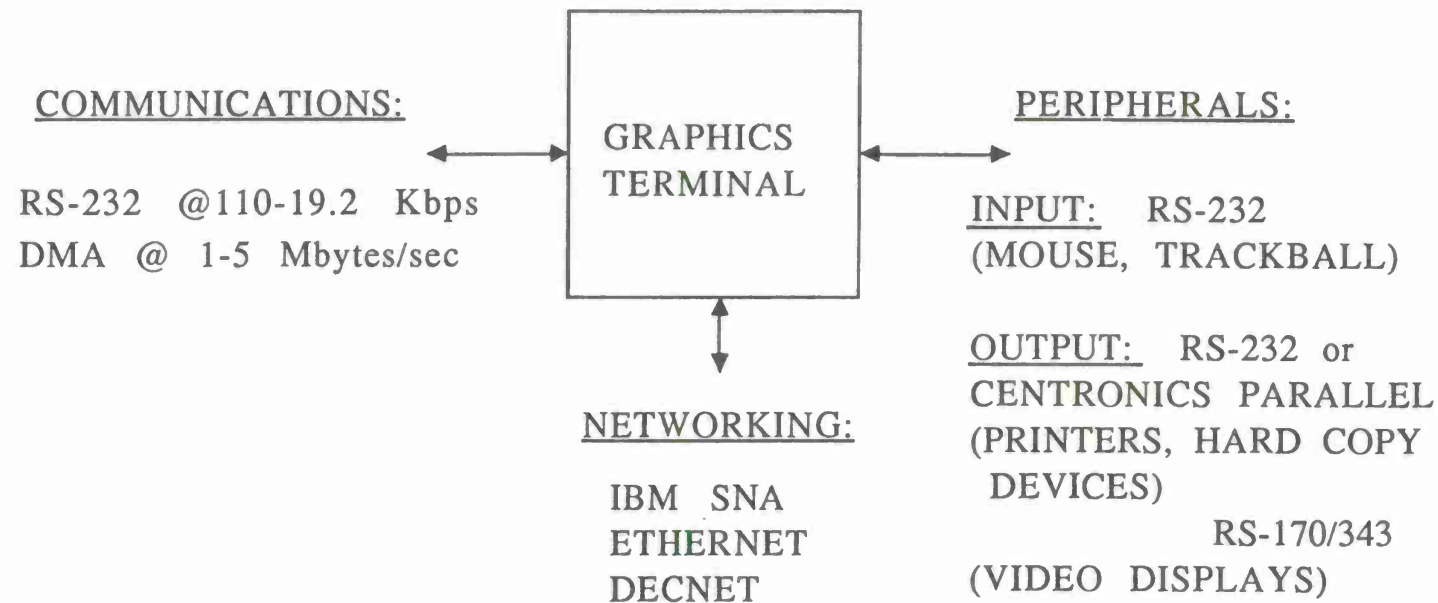 COMMUNICATIONS:
RS-232 @110-19.2 Kbps
DMA @ 1-5 Mbytes/sec
GRAPHICS
TERMINAL
NETWORKING:
IBM SNA
ETHERNET
DECNET
PERIPHERALS:
INPUT: RS-232
(MOUSE, TRACKBALL)
OUTPUT: RS-232 or
CENTRONICS PARALLEL
(PRINTERS, HARD COPY
DEVICES)
RS-170/343
(VIDEO DISPLAYS)